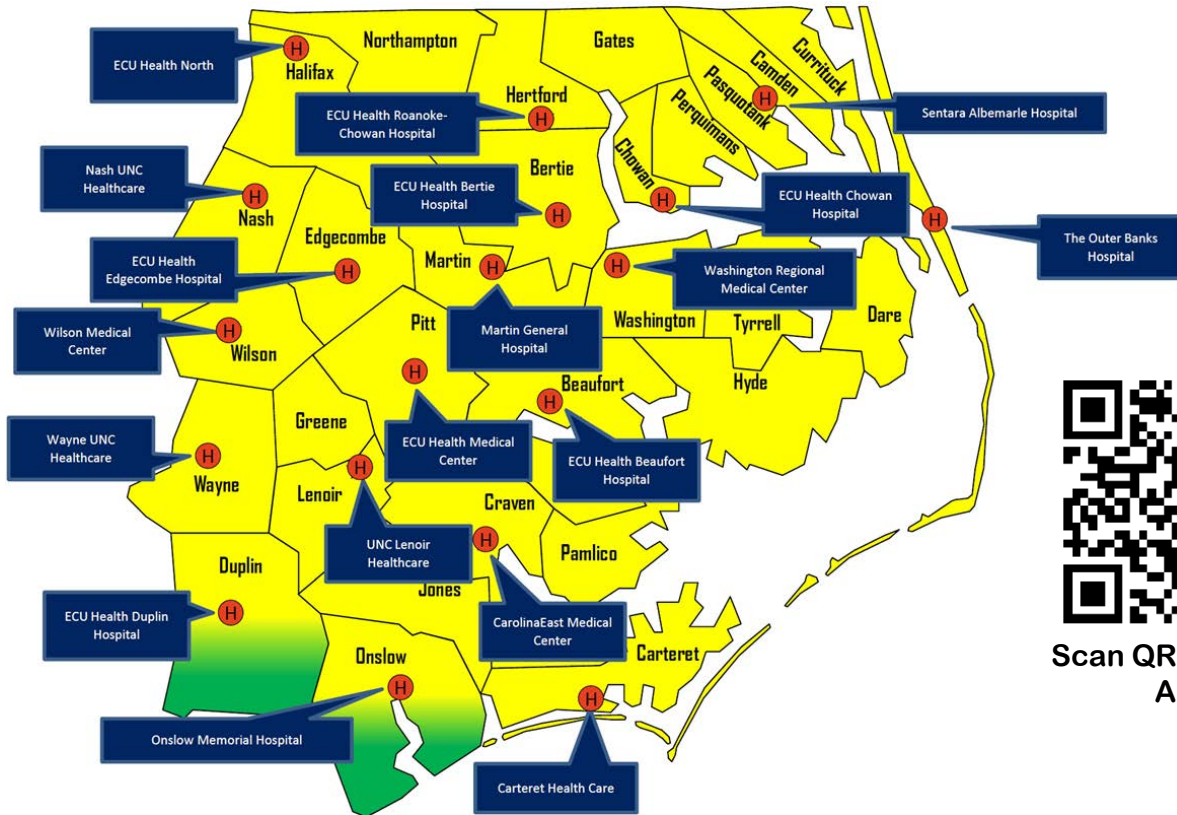 Northampton
Gates
Currituck
Camden
Pasquotank
Perquimans
Chowan
ECU Health North
H
Halifax
Hertford
H
ECU Health Roanoke-
Chowan Hospital
H
Sentara Albemarle Hospital
Nash UNC
Healthcare
H
Nash
Bertie
ECU Health Bertie
Hospital
H
H
ECU Health Chowan
Hospital
H
The Outer Banks
Hospital
Edgecombe
ECU Health
Edgecombe Hospital
H
Martin
H
H
Washington Regional
Medical Center
Wilson Medical
Center
H
Wilson
Pitt
Martin General
Hospital
Washington
Tyrrell
Dare
H
Beaufort
H
Hyde
Greene
Wayne UNC
Healthcare
H
Wayne
ECU Health Medical
Center
ECU Health Beaufort
Hospital
H
Lenoir
Craven
UNC Lenoir
Healthcare
H
Pamlico
Duplin
Jones
ECU Health Duplin
Hospital
H
CarolinaEast Medical
Center
Onslow
Carteret
H
H
Onslow Memorial Hospital
Carteret Health Care
Scan QR
A